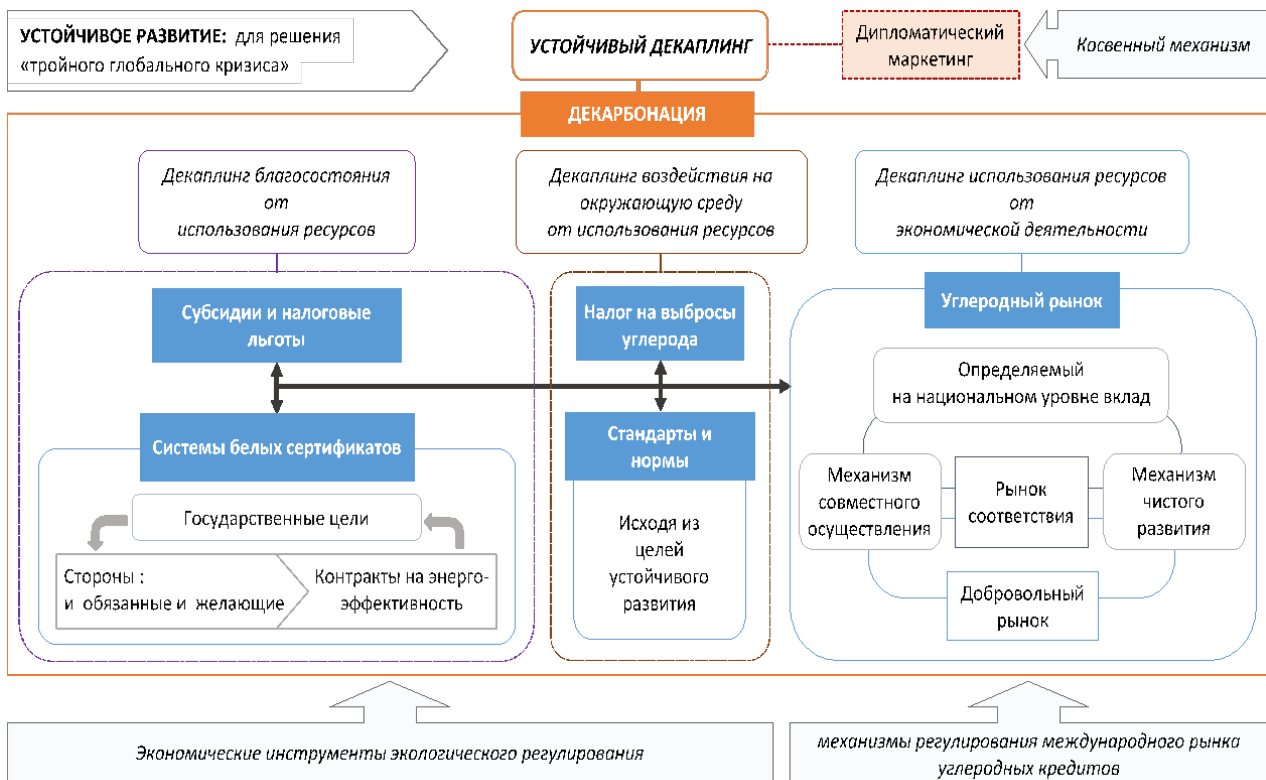 УСТОЙЧИВОЕ РАЗВИТИЕ: для решения
«тройного глобального кризиса»
УСТОЙЧИВЫЙ ДЕКАПЛИНГ
Дипломатический
маркетинг
Косвенный механизм
ДЕКАРБОНАЦИЯ
Декаплинг благосостояния
от
использования ресурсов
Декаплинг воздействия на
окружающую среду
от использования ресурсов
Декаплинг использования ресурсов
от
экономической деятельности
Субсидии и налоговые
льготы
Налог на выбросы
углерода
Углеродный рынок
Системы белых сертификатов
Государственные цели
Стороны :
и обязанные и желающие
Контракты на энерго-
эффективность
Стандарты и
нормы
Исходя из
целей
устойчивого
развития
Определяемый
на национальном уровне вклад
Механизм
совместного
осуществления
Рынок
соответствия
Механизм
чистого
развития
Добровольный
рынок
Экономические инструменты экологического регулирования
механизмы регулирования международного рынка
углеродных кредитов